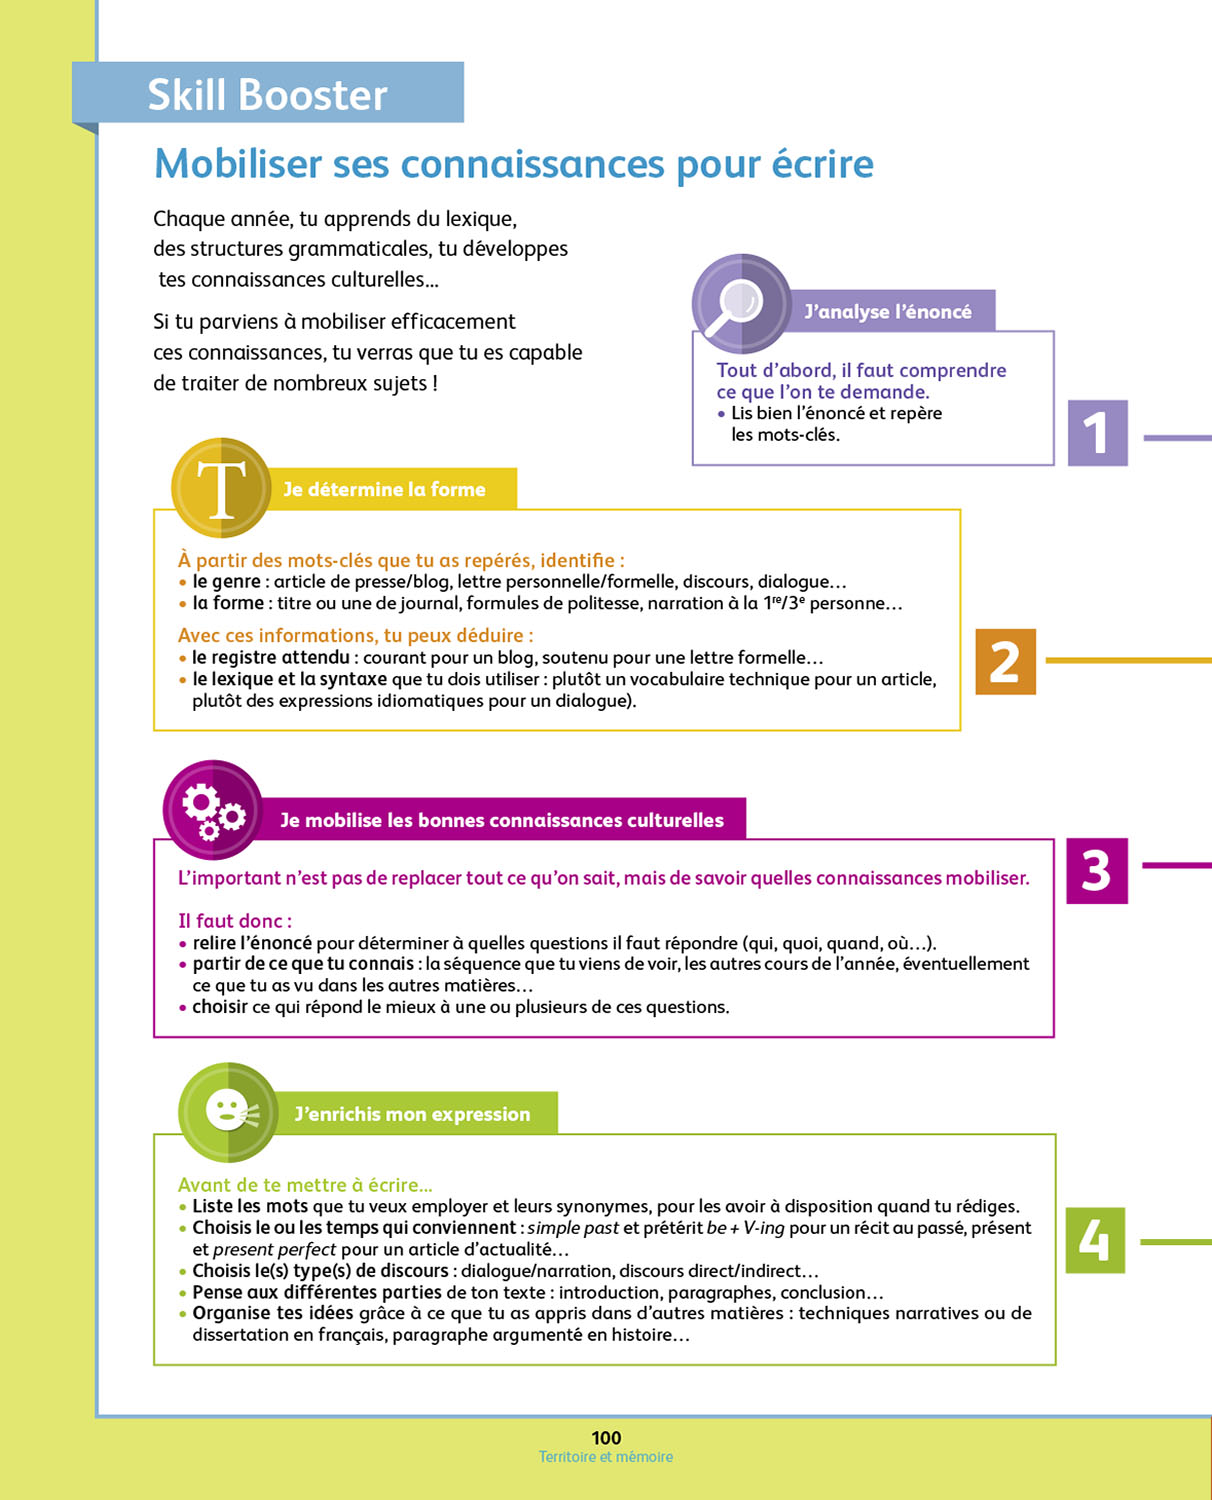 Skill Booster
Mobiliser ses connaissances pour écrire
Chaque année, tu apprends du lexique,
des structures grammaticales, tu développes
tes connaissances culturelles...
Si tu parviens à mobiliser efficacement
ces connaissances, tu verras que tu es capable
de traiter de nombreux sujets !
J'analyse l'énoncé
Tout d'abord, il faut comprendre
ce que l'on te demande.
• Lis bien l'énoncé et repère
les mots-clés.
1
T
Je détermine la forme
À partir des mots-clés que tu as repérés, identifie :
• le genre : article de presse/blog, lettre personnelle/formelle, discours, dialogue…
• la forme : titre ou une de journal, formules de politesse, narration à la 1re/3e personne…
Avec ces informations, tu peux déduire :
• le registre attendu : courant pour un blog, soutenu pour une lettre formelle…
• le lexique et la syntaxe que tu dois utiliser : plutôt un vocabulaire technique pour un article,
plutôt des expressions idiomatiques pour un dialogue).
2
Je mobilise les bonnes connaissances culturelles
L'important n'est pas de replacer tout ce qu'on sait, mais de savoir quelles connaissances mobiliser.
Il faut donc :
• relire l'énoncé pour déterminer à quelles questions il faut répondre (qui, quoi, quand, où…).
• partir de ce que tu connais : la séquence que tu viens de voir, les autres cours de l'année, éventuellement
ce que tu as vu dans les autres matières…
• choisir ce qui répond le mieux à une ou plusieurs de ces questions.
3
J'enrichis mon expression
Avant de te mettre à écrire...
• Liste les mots que tu veux employer et leurs synonymes, pour les avoir à disposition quand tu rédiges.
• Choisis le ou les temps qui conviennent : simple past et prétérit be + V-ing pour un récit au passé, présent
et present perfect pour un article d'actualité…
• Choisis le(s) type(s) de discours : dialogue/narration, discours direct/indirect…
• Pense aux différentes parties de ton texte : introduction, paragraphes, conclusion…
• Organise tes idées grâce à ce que tu as appris dans d'autres matières : techniques narratives ou de
dissertation en français, paragraphe argumenté en histoire…
4
100
Territoire et mémoire